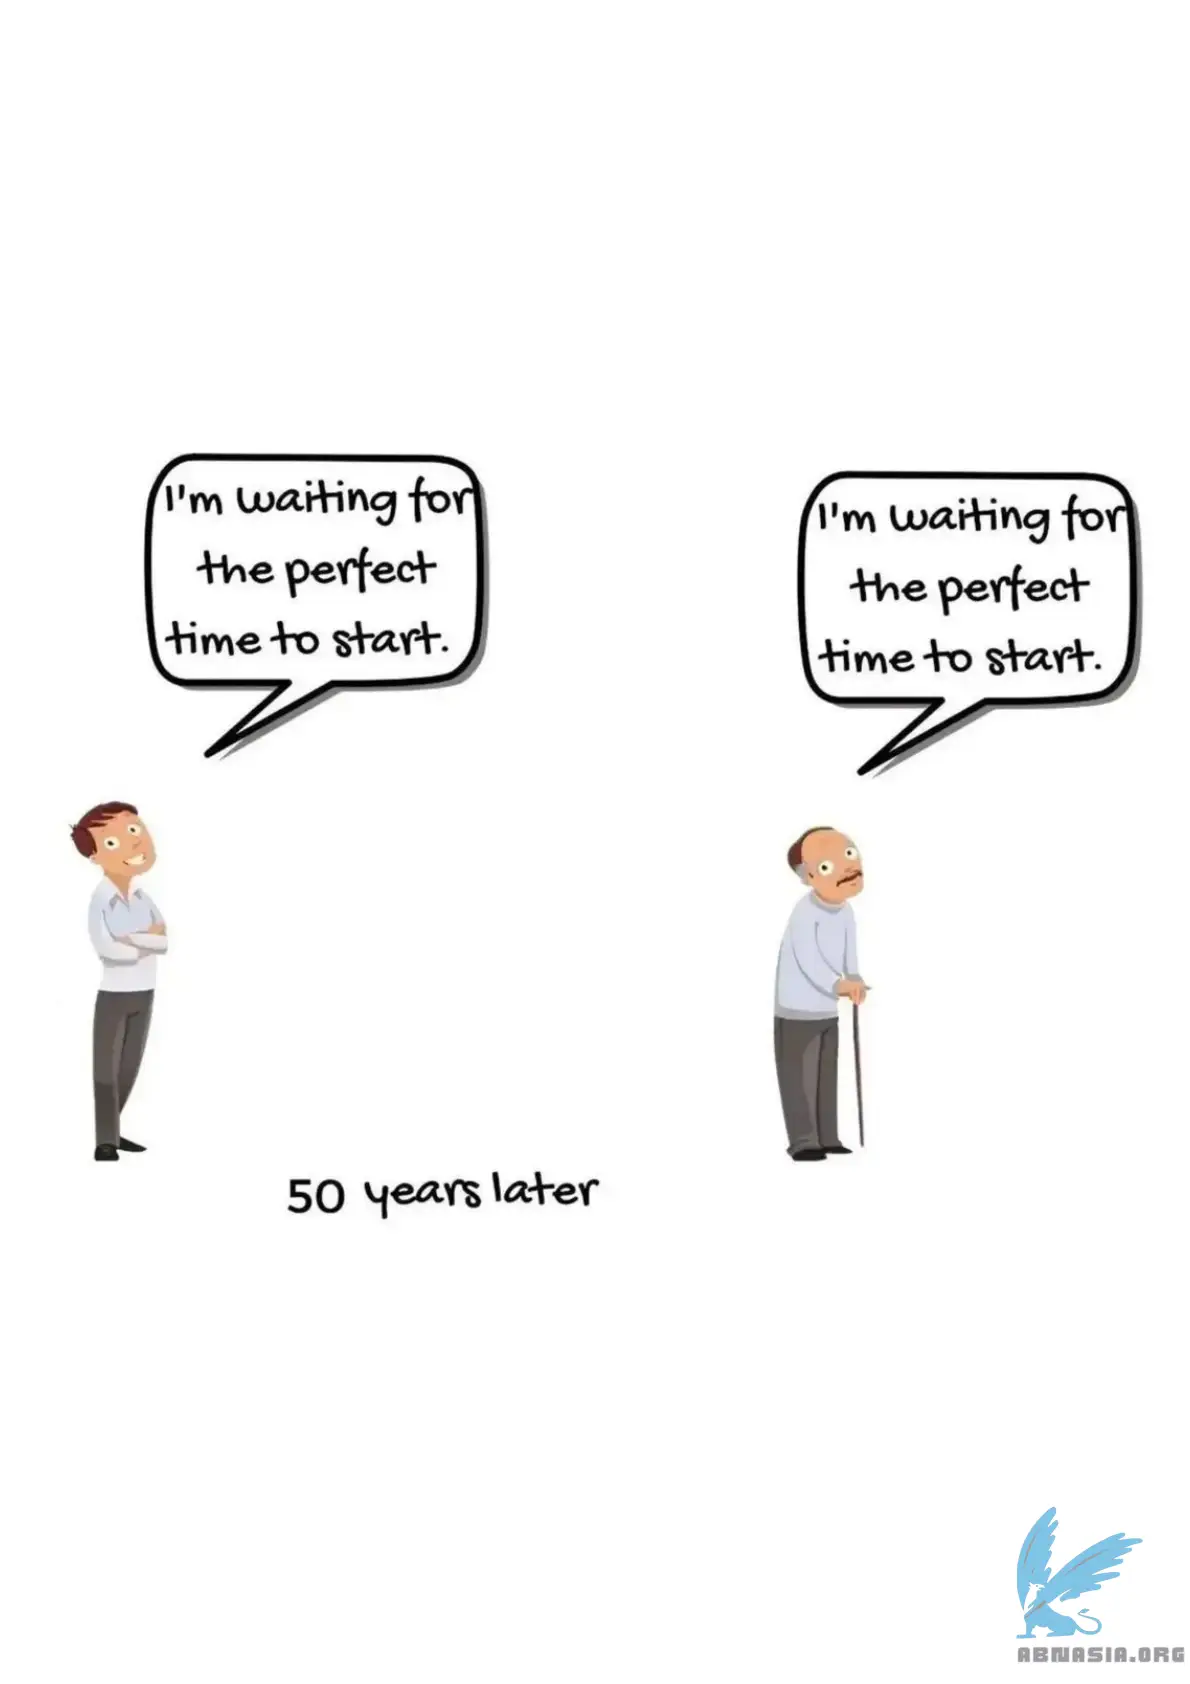 I'm waiting for
the perfect
time to start.
I'm waiting for
the perfect
time to start.
50 years later
ABNASIA.ORG